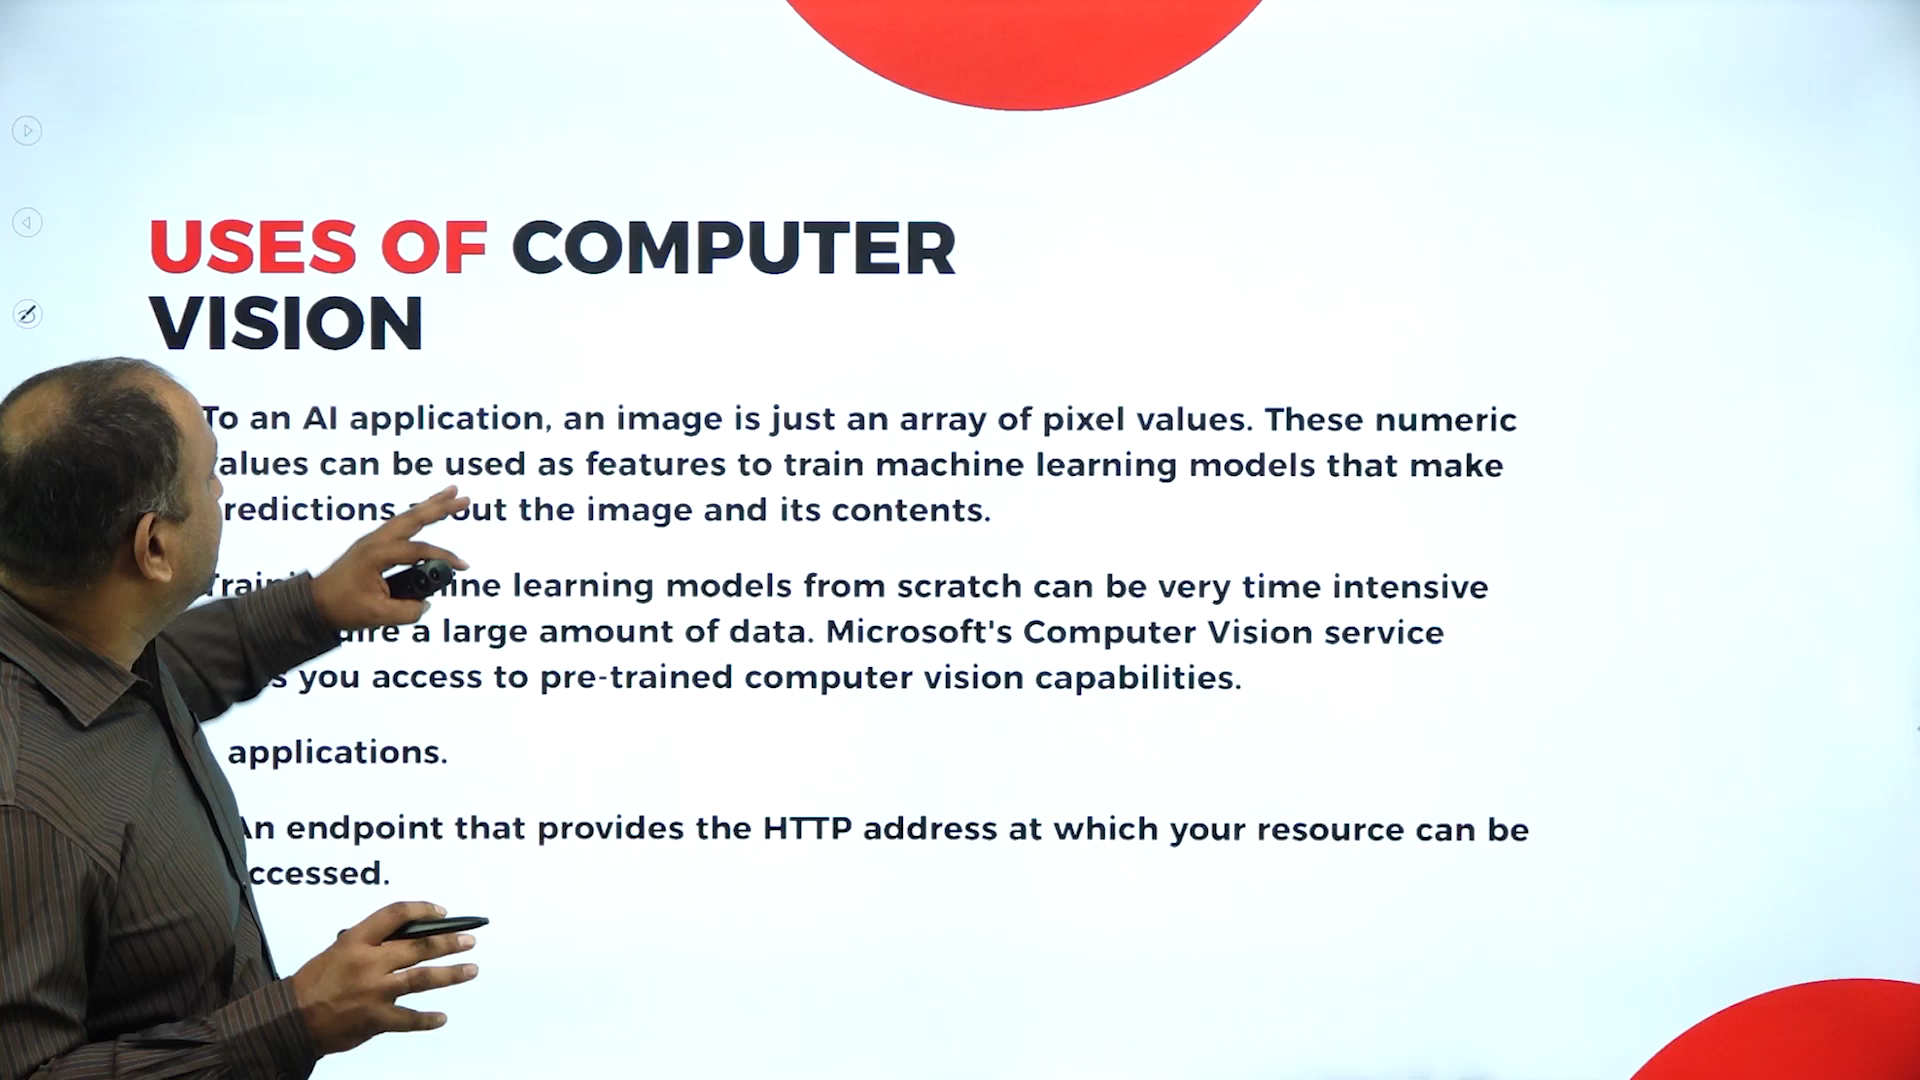 USES OF COMPUTER
VISION
To an AI application, an image is just an array of pixel values. These numeric
values can be used as features to train machine learning models that make
predictions about the image and its contents.
learning models from scratch can be very time intensive
a large amount of data. Microsoft's Computer Vision service
you access to pre-trained computer vision capabilities.
applications.
An endpoint that provides the HTTP address at which your resource can be
accessed.